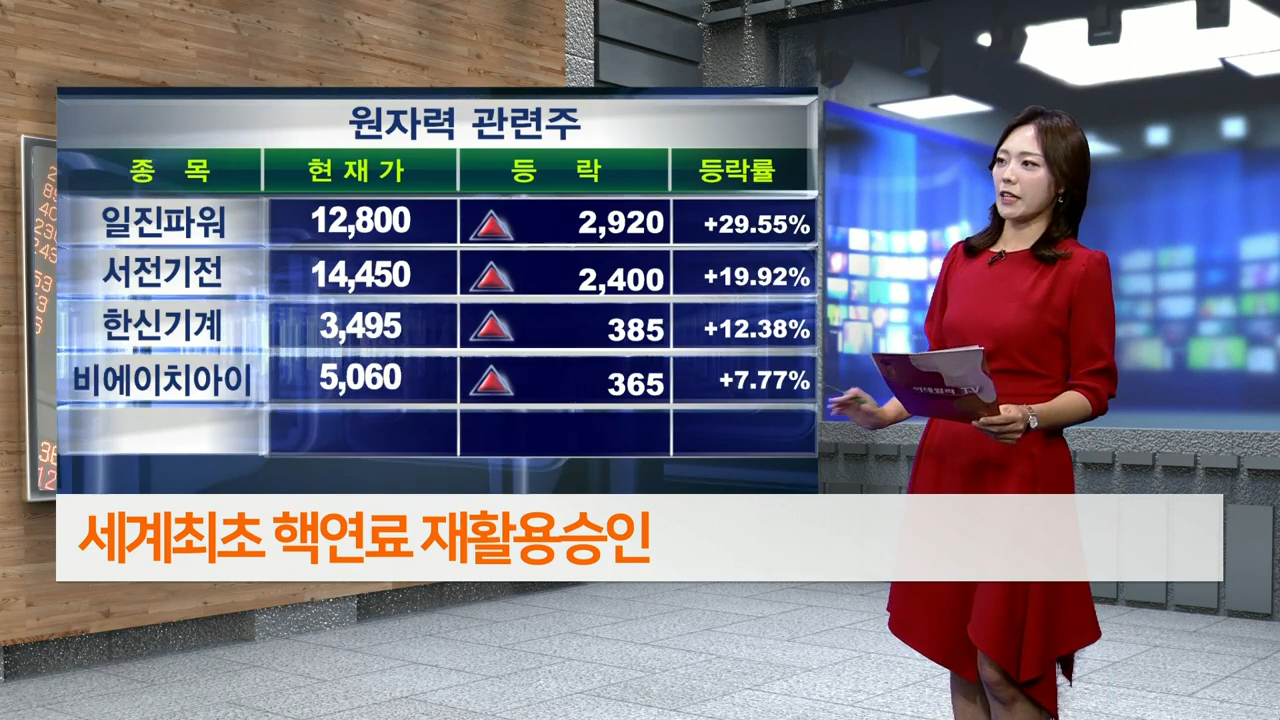 원자력 관련주
종 목 현 재 가 등 락 등락률
일진파워 12,800 ▲ 2,920 +29.55%
서전기전 14,450 ▲ 2,400 +19.92%
한신기계 3,495 ▲ 385 +12.38%
비에이치아이 5,060 ▲ 365 +7.77%
세계최초 핵연료 재활용승인